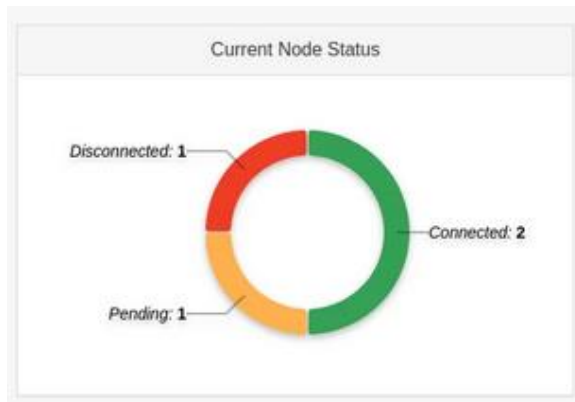 Current Node Status
Disconnected: 1
Connected: 2
Pending: 1